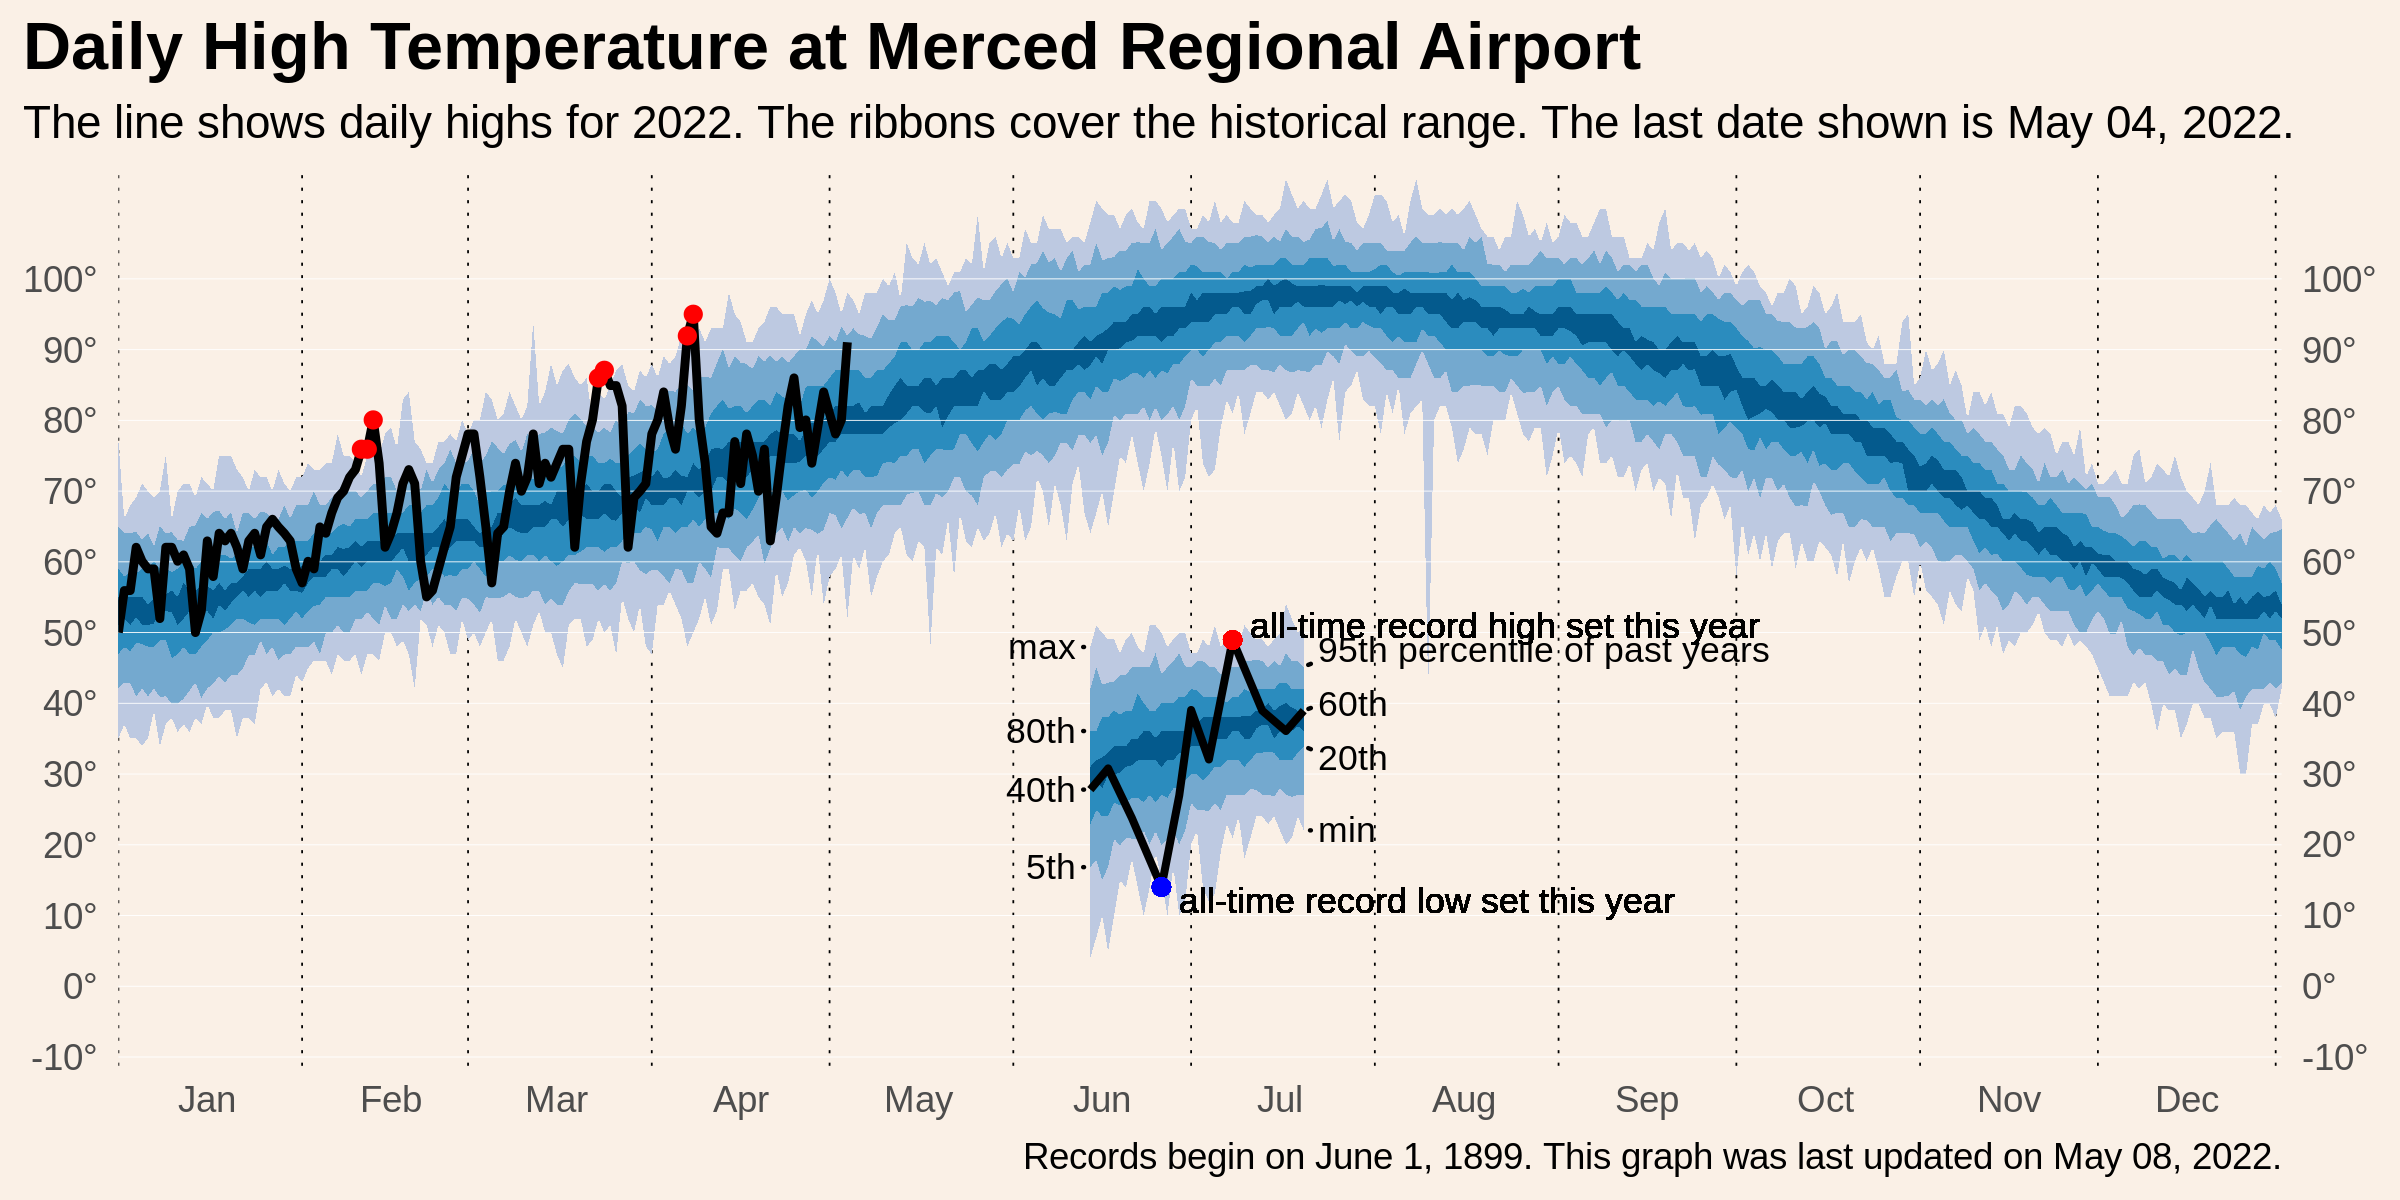 Daily High Temperature at Merced Regional Airport
The line shows daily highs for 2022. The ribbons cover the historical range. The last date shown is May 04, 2022.
100° 100°
90° 90°
80° 80°
70° 70°
60° 60°
50° 50°
40° 40°
30° 30°
20° 20°
10° 10°
0° 0°
-10° -10°
all-time record high set this year
max
95th percentile of past years
60th
80th
20th
40th
min
5th
all-time record low set this year
Jan Feb Mar Apr May Jun Jul Aug Sep Oct Nov Dec
Records begin on June 1, 1899. This graph was last updated on May 08, 2022.